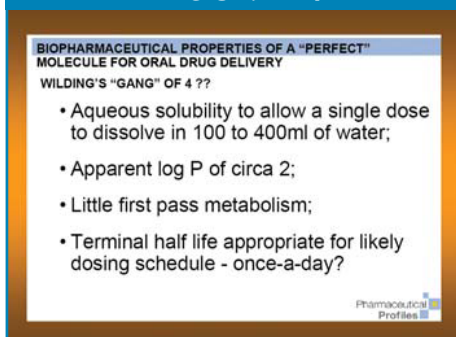 BIOPHARMACEUTICAL PROPERTIES OF A “PERFECT”
MOLECULE FOR ORAL DRUG DELIVERY
WILDING’S “GANG” OF 4 ??
• Aqueous solubility to allow a single dose
to dissolve in 100 to 400ml of water;
• Apparent log P of circa 2;
• Little first pass metabolism;
• Terminal half life appropriate for likely
dosing schedule - once-a-day?
Pharmaceutical
Profiles